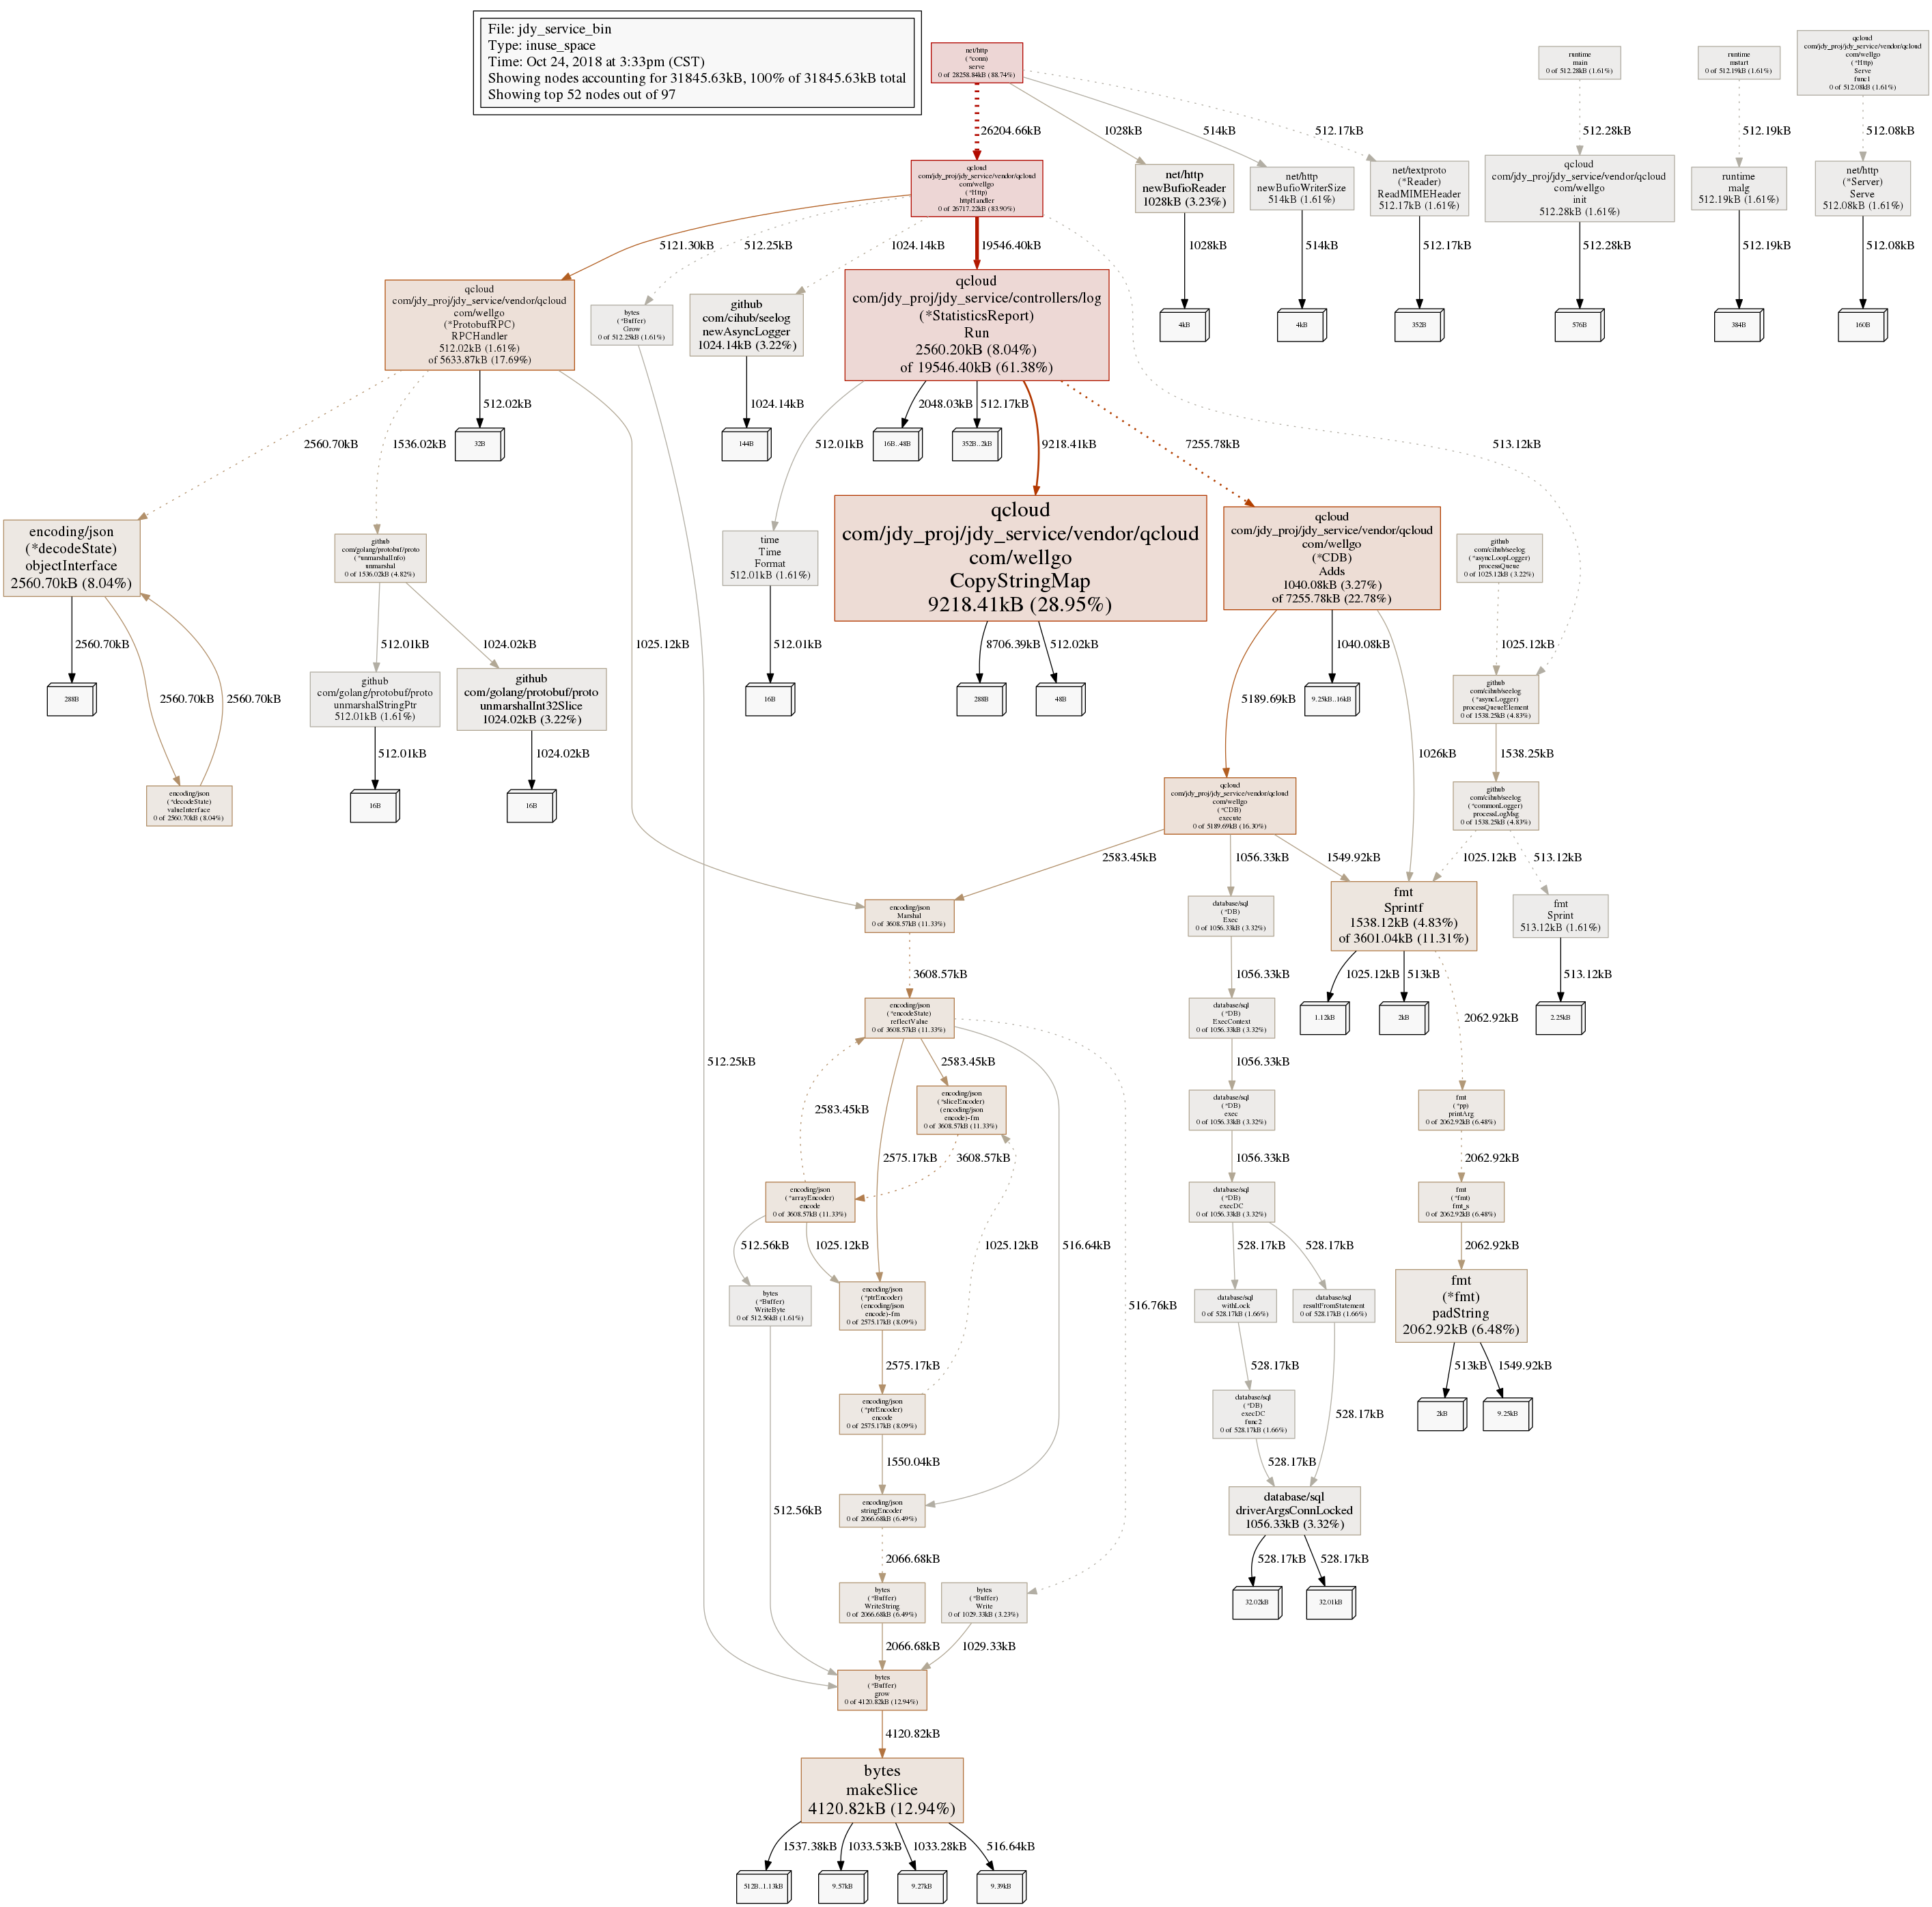 File: jdy_service_bin
Type: inuse_space
Time: Oct 24, 2018 at 3:33pm (CST)
Showing nodes accounting for 31845.63kB, 100% of 31845.63kB total
Showing top 52 nodes out of 97
net/http
(*conn)
serve
0 of 28258.84kB (88.74%)
runtime
main
0 of 512.28kB (1.61%)
runtime
mstart
0 of 512.19kB (1.61%)
qcloud
com/jdy_proj/jdy_service/vendor/qcloud
com/wellgo
(*Http)
Serve
func1
0 of 512.08kB (1.61%)
26204.66kB
1028kB
514kB
512.17kB
512.28kB
512.19kB
512.08kB
qcloud
com/jdy_proj/jdy_service/vendor/qcloud
com/wellgo
(*Http)
httpHandler
0 of 26717.22kB (83.90%)
net/http
newBufioReader
1028kB (3.23%)
net/http
newBufioWriterSize
514kB (1.61%)
net/textproto
(*Reader)
ReadMIMEHeader
512.17kB (1.61%)
qcloud
com/jdy_proj/jdy_service/vendor/qcloud
com/wellgo
init
512.28kB (1.61%)
runtime
malg
512.19kB (1.61%)
net/http
(*Server)
Serve
512.08kB (1.61%)
5121.30kB
512.25kB
1024.14kB
19546.40kB
1028kB
514kB
512.17kB
512.28kB
512.19kB
512.08kB
qcloud
com/jdy_proj/jdy_service/vendor/qcloud
com/wellgo
(*ProtobufRPC)
RPCHandler
512.02kB (1.61%)
of 5633.87kB (17.69%)
bytes
(*Buffer)
Grow
0 of 512.25kB (1.61%)
github
com/cihub/seelog
newAsyncLogger
1024.14kB (3.22%)
qcloud
com/jdy_proj/jdy_service/controllers/log
(*StatisticsReport)
Run
2560.20kB (8.04%)
of 19546.40kB (61.38%)
4kB
4kB
352B
576B
384B
160B
2560.70kB
1536.02kB
512.02kB
1024.14kB
512.01kB
2048.03kB
512.17kB
9218.41kB
7255.78kB
513.12kB
32B
144B
16B..48B
352B..2kB
encoding/json
(*decodeState)
objectInterface
2560.70kB (8.04%)
github
com/golang/protobuf/proto
(*unmarshalInfo)
unmarshal
0 of 1536.02kB (4.82%)
time
Time
Format
512.01kB (1.61%)
qcloud
com/jdy_proj/jdy_service/vendor/qcloud
com/wellgo
CopyStringMap
9218.41kB (28.95%)
qcloud
com/jdy_proj/jdy_service/vendor/qcloud
com/wellgo
(*CDB)
Adds
1040.08kB (3.27%)
of 7255.78kB (22.78%)
github
com/cihub/seelog
(*asyncLoopLogger)
processQueue
0 of 1025.12kB (3.22%)
2560.70kB
2560.70kB
2560.70kB
512.01kB
1024.02kB
1025.12kB
512.01kB
8706.39kB
512.02kB
5189.69kB
1040.08kB
1026kB
1025.12kB
288B
github
com/golang/protobuf/proto
unmarshalStringPtr
512.01kB (1.61%)
github
com/golang/protobuf/proto
unmarshalInt32Slice
1024.02kB (3.22%)
16B
288B
48B
9.25kB..16kB
github
com/cihub/seelog
(*asyncLogger)
processQueueElement
0 of 1538.25kB (4.83%)
512.01kB
1024.02kB
1538.25kB
encoding/json
(*decodeState)
valueInterface
0 of 2560.70kB (8.04%)
16B
16B
qcloud
com/jdy_proj/jdy_service/vendor/qcloud
com/wellgo
(*CDB)
execute
0 of 5189.69kB (16.30%)
github
com/cihub/seelog
(*commonLogger)
processLogMsg
0 of 1538.25kB (4.83%)
2583.45kB
1056.33kB
1549.92kB
1025.12kB
513.12kB
encoding/json
Marshal
0 of 3608.57kB (11.33%)
database/sql
(*DB)
Exec
0 of 1056.33kB (3.32%)
fmt
Sprintf
1538.12kB (4.83%)
of 3601.04kB (11.31%)
fmt
Sprint
513.12kB (1.61%)
3608.57kB
1056.33kB
1025.12kB
513kB
2062.92kB
513.12kB
encoding/json
(*encodeState)
reflectValue
0 of 3608.57kB (11.33%)
database/sql
(*DB)
ExecContext
0 of 1056.33kB (3.32%)
1.12kB
2kB
2.25kB
512.25kB
2583.45kB
2583.45kB
1056.33kB
encoding/json
(*sliceEncoder)
(encoding/json
encode)-fm
0 of 3608.57kB (11.33%)
database/sql
(*DB)
exec
0 of 1056.33kB (3.32%)
fmt
(*pp)
printArg
0 of 2062.92kB (6.48%)
2575.17kB
3608.57kB
1056.33kB
2062.92kB
encoding/json
(*arrayEncoder)
encode
0 of 3608.57kB (11.33%)
database/sql
(*DB)
execDC
0 of 1056.33kB (3.32%)
fmt
(*fmt)
fmt_s
0 of 2062.92kB (6.48%)
512.56kB
1025.12kB
1025.12kB
516.64kB
516.76kB
528.17kB
528.17kB
2062.92kB
bytes
(*Buffer)
WriteByte
0 of 512.56kB (1.61%)
encoding/json
(*ptrEncoder)
(encoding/json
encode)-fm
0 of 2575.17kB (8.09%)
database/sql
withLock
0 of 528.17kB (1.66%)
database/sql
resultFromStatement
0 of 528.17kB (1.66%)
fmt
(*fmt)
padString
2062.92kB (6.48%)
2575.17kB
528.17kB
528.17kB
513kB
1549.92kB
encoding/json
(*ptrEncoder)
encode
0 of 2575.17kB (8.09%)
database/sql
(*DB)
execDC
func2
0 of 528.17kB (1.66%)
2kB
9.25kB
1550.04kB
528.17kB
512.56kB
encoding/json
stringEncoder
0 of 2066.68kB (6.49%)
database/sql
driverArgsConnLocked
1056.33kB (3.32%)
2066.68kB
528.17kB
528.17kB
bytes
(*Buffer)
WriteString
0 of 2066.68kB (6.49%)
bytes
(*Buffer)
Write
0 of 1029.33kB (3.23%)
32.02kB
32.01kB
2066.68kB
1029.33kB
bytes
(*Buffer)
grow
0 of 4120.82kB (12.94%)
4120.82kB
bytes
makeSlice
4120.82kB (12.94%)
1537.38kB
1033.53kB
1033.28kB
516.64kB
512B..1.13kB
9.57kB
9.27kB
9.39kB